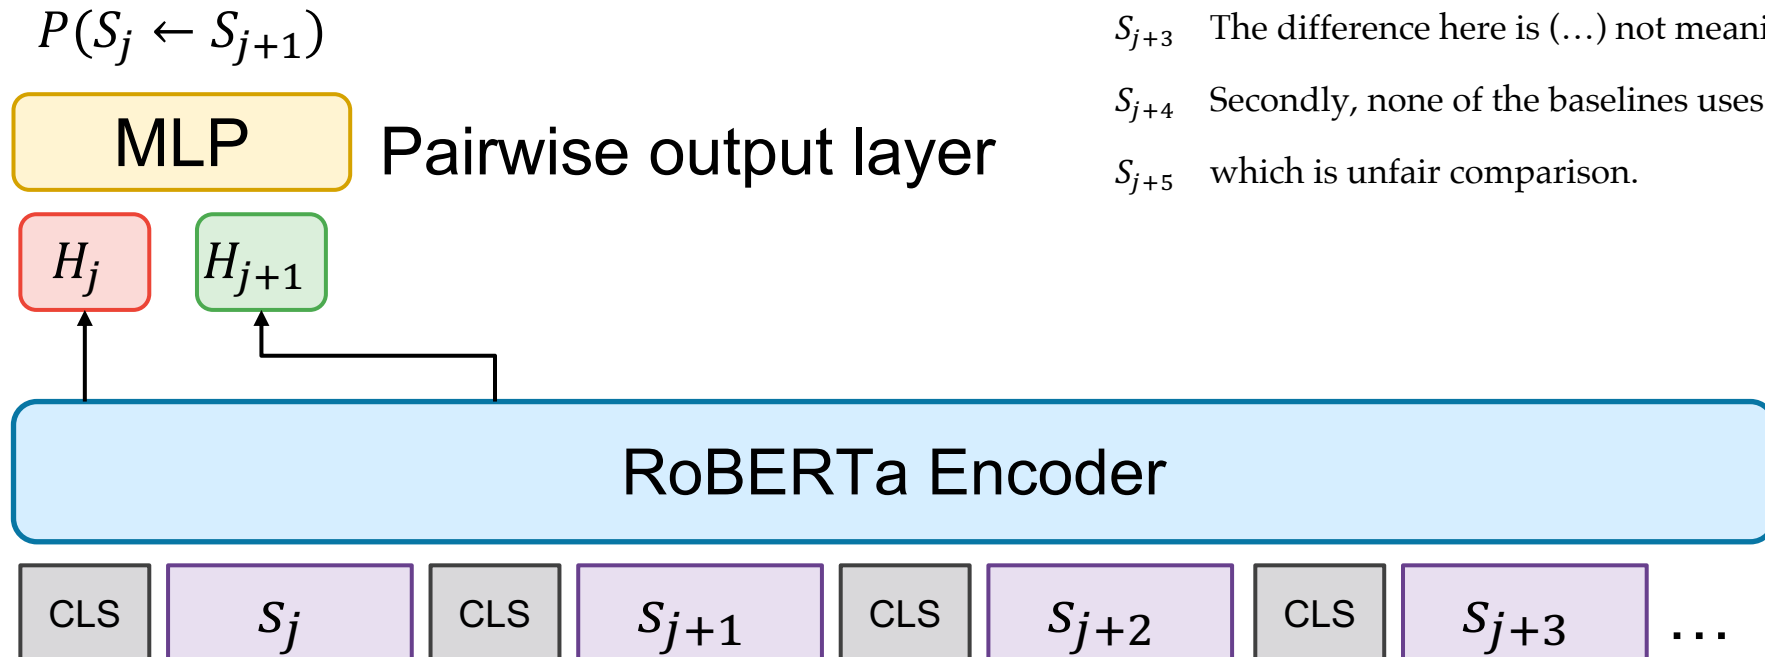 P(S_j ← S_{j+1})
MLP
Pairwise output layer
H_j
H_{j+1}
S_{j+3} The difference here is (…) not
S_{j+4} Secondly, none of the baselines uses
S_{j+5} which is unfair comparison.
RoBERTa Encoder
CLS s_j CLS s_{j+1} CLS s_{j+2} CLS s_{j+3} …